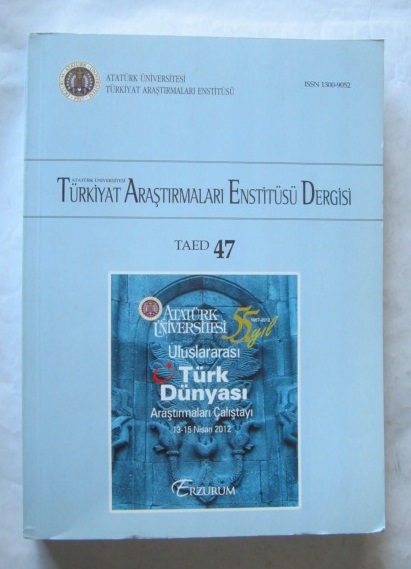 ATATÜRK ÜNİVERSİTESİ
TÜRKİYAT ARAŞTIRMALARI ENSTİTÜSÜ
ISSN 1300-9052
ATATÜRK ÜNİVERSİTESİ
TÜRKİYAT ARAŞTIRMALARI ENSTİTÜSÜ DERGİSİ
TAED 47
ATATÜRK
ÜNİVERSİTESİ
1957-2012
55 yıl
Uluslararası
Türk
Dünyası
Araştırmaları Çalıştayı
13-15 Nisan 2012
ERZURUM